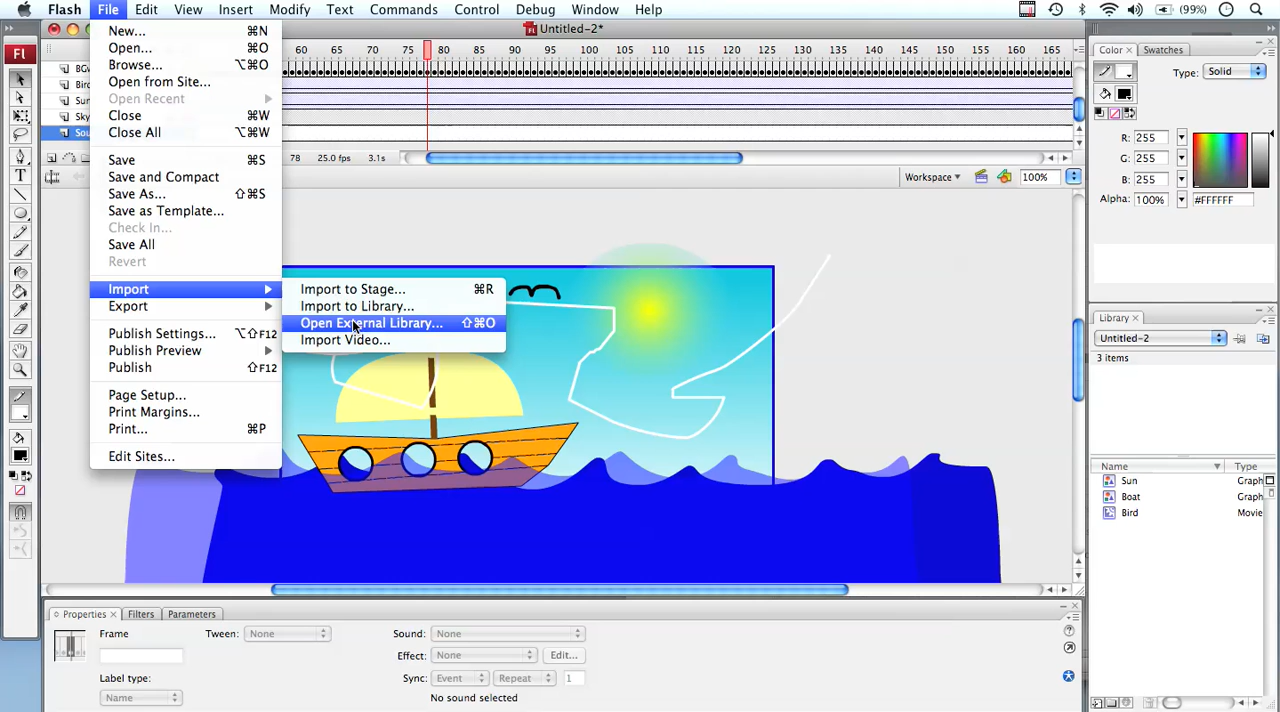 Flash File Edit View Insert Modify Text Commands Control Debug Window Help (99%)
Untitled-2*
Fl
New... ⌘N
Open... ⌘O
Browse... ⌥⌘O
Open from Site...
Open Recent
Close ⌘W
Close All ⌥⌘W
Save ⌘S
Save and Compact
Save As... ⇧⌘S
Save as Template...
Check In...
Save All
Revert
Import
Export
Publish Settings... ⌥⇧F12
Publish Preview
Publish ⇧F12
Page Setup...
Print Margins...
Print... ⌘P
Edit Sites...
Import to Stage... ⌘R
Import to Library...
Open External Library... ⇧⌘O
Import Video...
60 65 70 75 80 85 90 95 100 105 110 115 120 125 130 135 140 145 150 155 160 165
78 25.0 fps 3.1s
Workspace 100%
Color Swatches
Type: Solid
R: 255
G: 255
B: 255
Alpha: 100% #FFFFFF
Library
Untitled-2
3 items
Name Type
Sun Graph
Boat Graph
Bird Movie
Properties Filters Parameters
Frame Tween: None Sound: None
Effect: None Edit...
Label type: Sync: Event Repeat 1
Name No sound selected